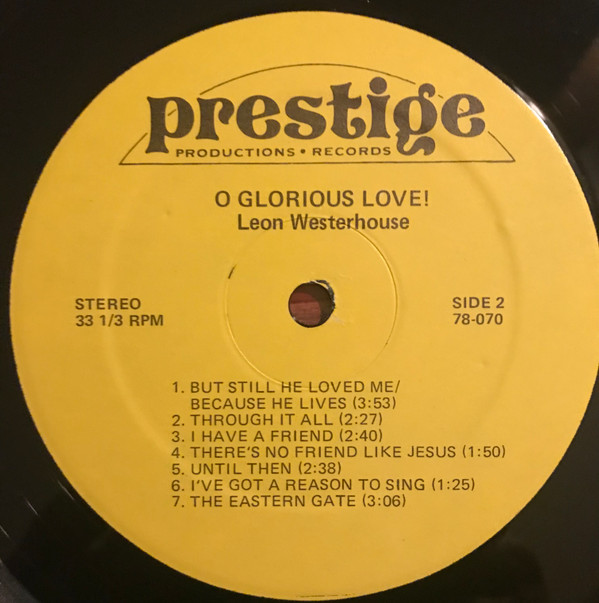 prestige
PRODUCTIONS • RECORDS
O GLORIOUS LOVE!
Leon Westerhouse
STEREO
33 1/3 RPM
SIDE 2
78-070
1. BUT STILL HE LOVED ME/
BECAUSE HE LIVES (3:53)
2. THROUGH IT ALL (2:27)
3. I HAVE A FRIEND (2:40)
4. THERE'S NO FRIEND LIKE JESUS (1:50)
5. UNTIL THEN (2:38)
6. I'VE GOT A REASON TO SING (1:25)
7. THE EASTERN GATE (3:06)